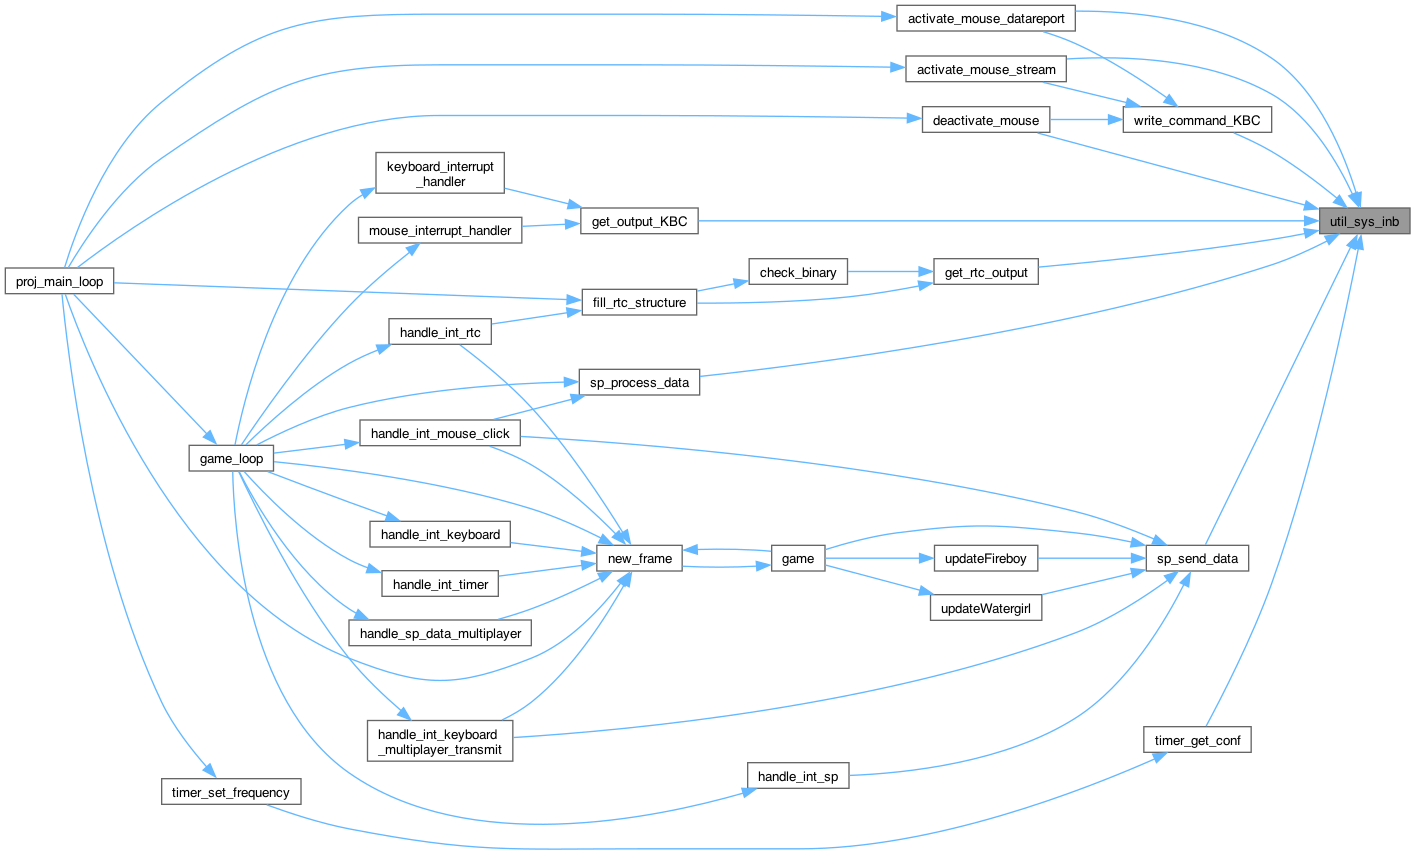 activate_mouse_datareport
activate_mouse_stream
deactivate_mouse
write_command_KBC
keyboard_interrupt
_handler
get_output_KBC
util_sys_inb
mouse_interrupt_handler
proj_main_loop
check_binary
get_rtc_output
fill_rtc_structure
handle_int_rtc
sp_process_data
handle_int_mouse_click
game_loop
handle_int_keyboard
new_frame
game
updateFireboy
sp_send_data
handle_int_timer
updateWatergirl
handle_sp_data_multiplayer
handle_int_keyboard
_multiplayer_transmit
timer_get_conf
handle_int_sp
timer_set_frequency